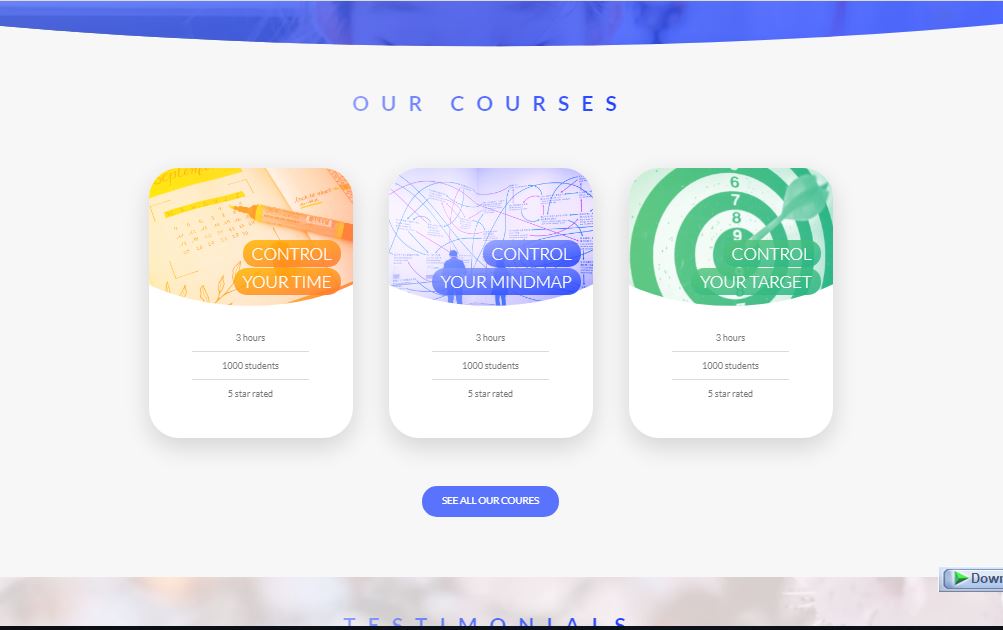 OUR COURSES
Septem
CONTROL
YOUR TIME
CONTROL
YOUR MINDMAP
6
7
8
9
CONTROL
YOUR TARGET
3 hours
1000 students
5 star rated
3 hours
1000 students
5 star rated
3 hours
1000 students
5 star rated
SEE ALL OUR COURES
Down
TESTIMONIALS